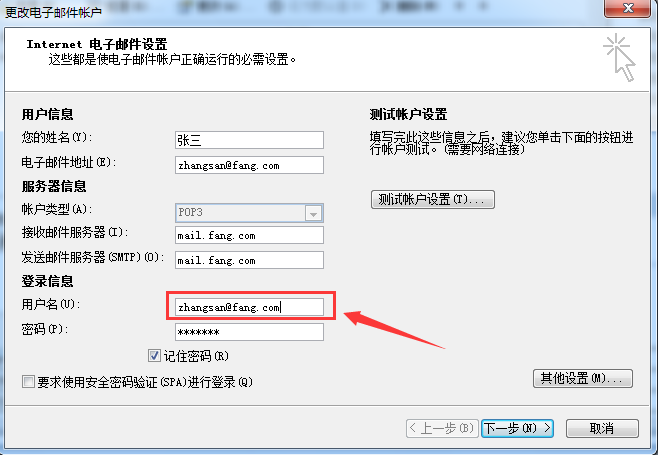 更改电子邮件帐户
Internet 电子邮件设置
这些都是使电子邮件帐户正确运行的必需设置。
用户信息
您的姓名(Y):
张三
电子邮件地址(E):
zhangsan@fang.com
服务器信息
帐户类型(A):
POP3
接收邮件服务器(I):
mail.fang.com
发送邮件服务器(SMTP)(O):
mail.fang.com
登录信息
用户名(U):
zhangsan@fang.com
密码(P):
*******
记住密码(R)
要求使用安全密码验证(SPA)进行登录(Q)
测试帐户设置
填写完此这些信息之后，建议您单击下面的按钮进
行帐户测试。(需要网络连接)
测试帐户设置(T)...
其他设置(M)...
< 上一步(B)
下一步(N) >
取消